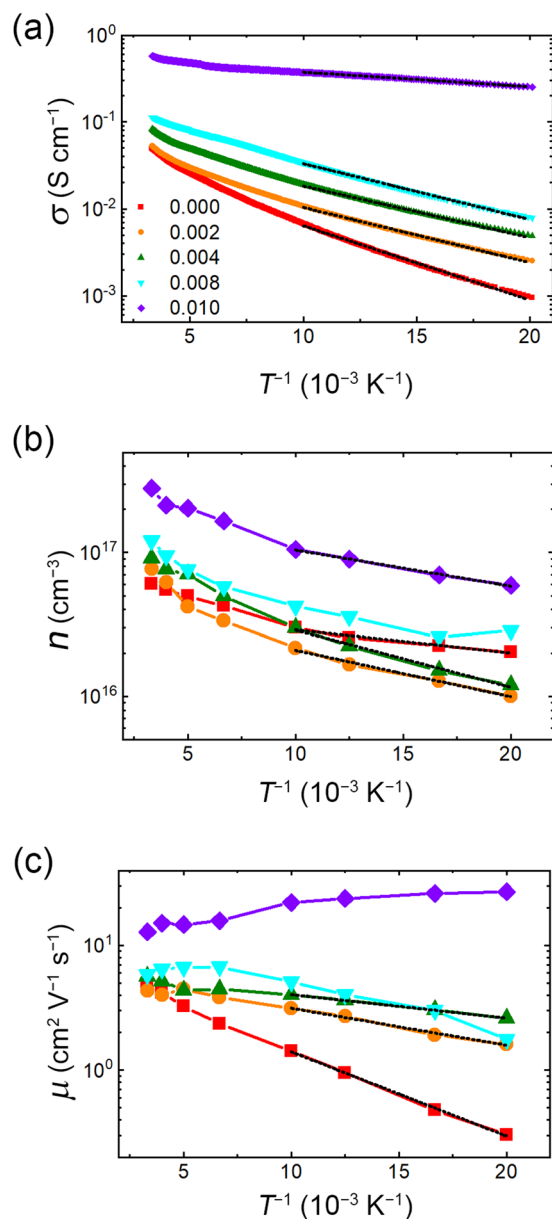 (a)
10⁰
10⁻¹
10⁻²
10⁻³
σ (S cm⁻¹)
0.000
0.002
0.004
0.008
0.010
5 10 15 20
T⁻¹ (10⁻³ K⁻¹)
(b)
10¹⁷
10¹⁶
n (cm⁻³)
5 10 15 20
T⁻¹ (10⁻³ K⁻¹)
(c)
10¹
10⁰
μ (cm² V⁻¹ s⁻¹)
5 10 15 20
T⁻¹ (10⁻³ K⁻¹)